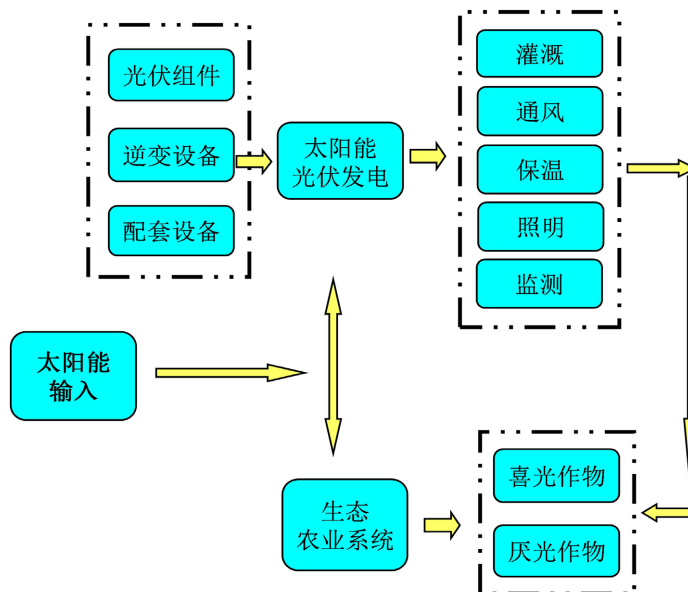 光伏组件
逆变设备
配套设备
太阳能
光伏发电
灌溉
通风
保温
照明
监测
太阳能
输入
生态
农业系统
喜光作物
厌光作物